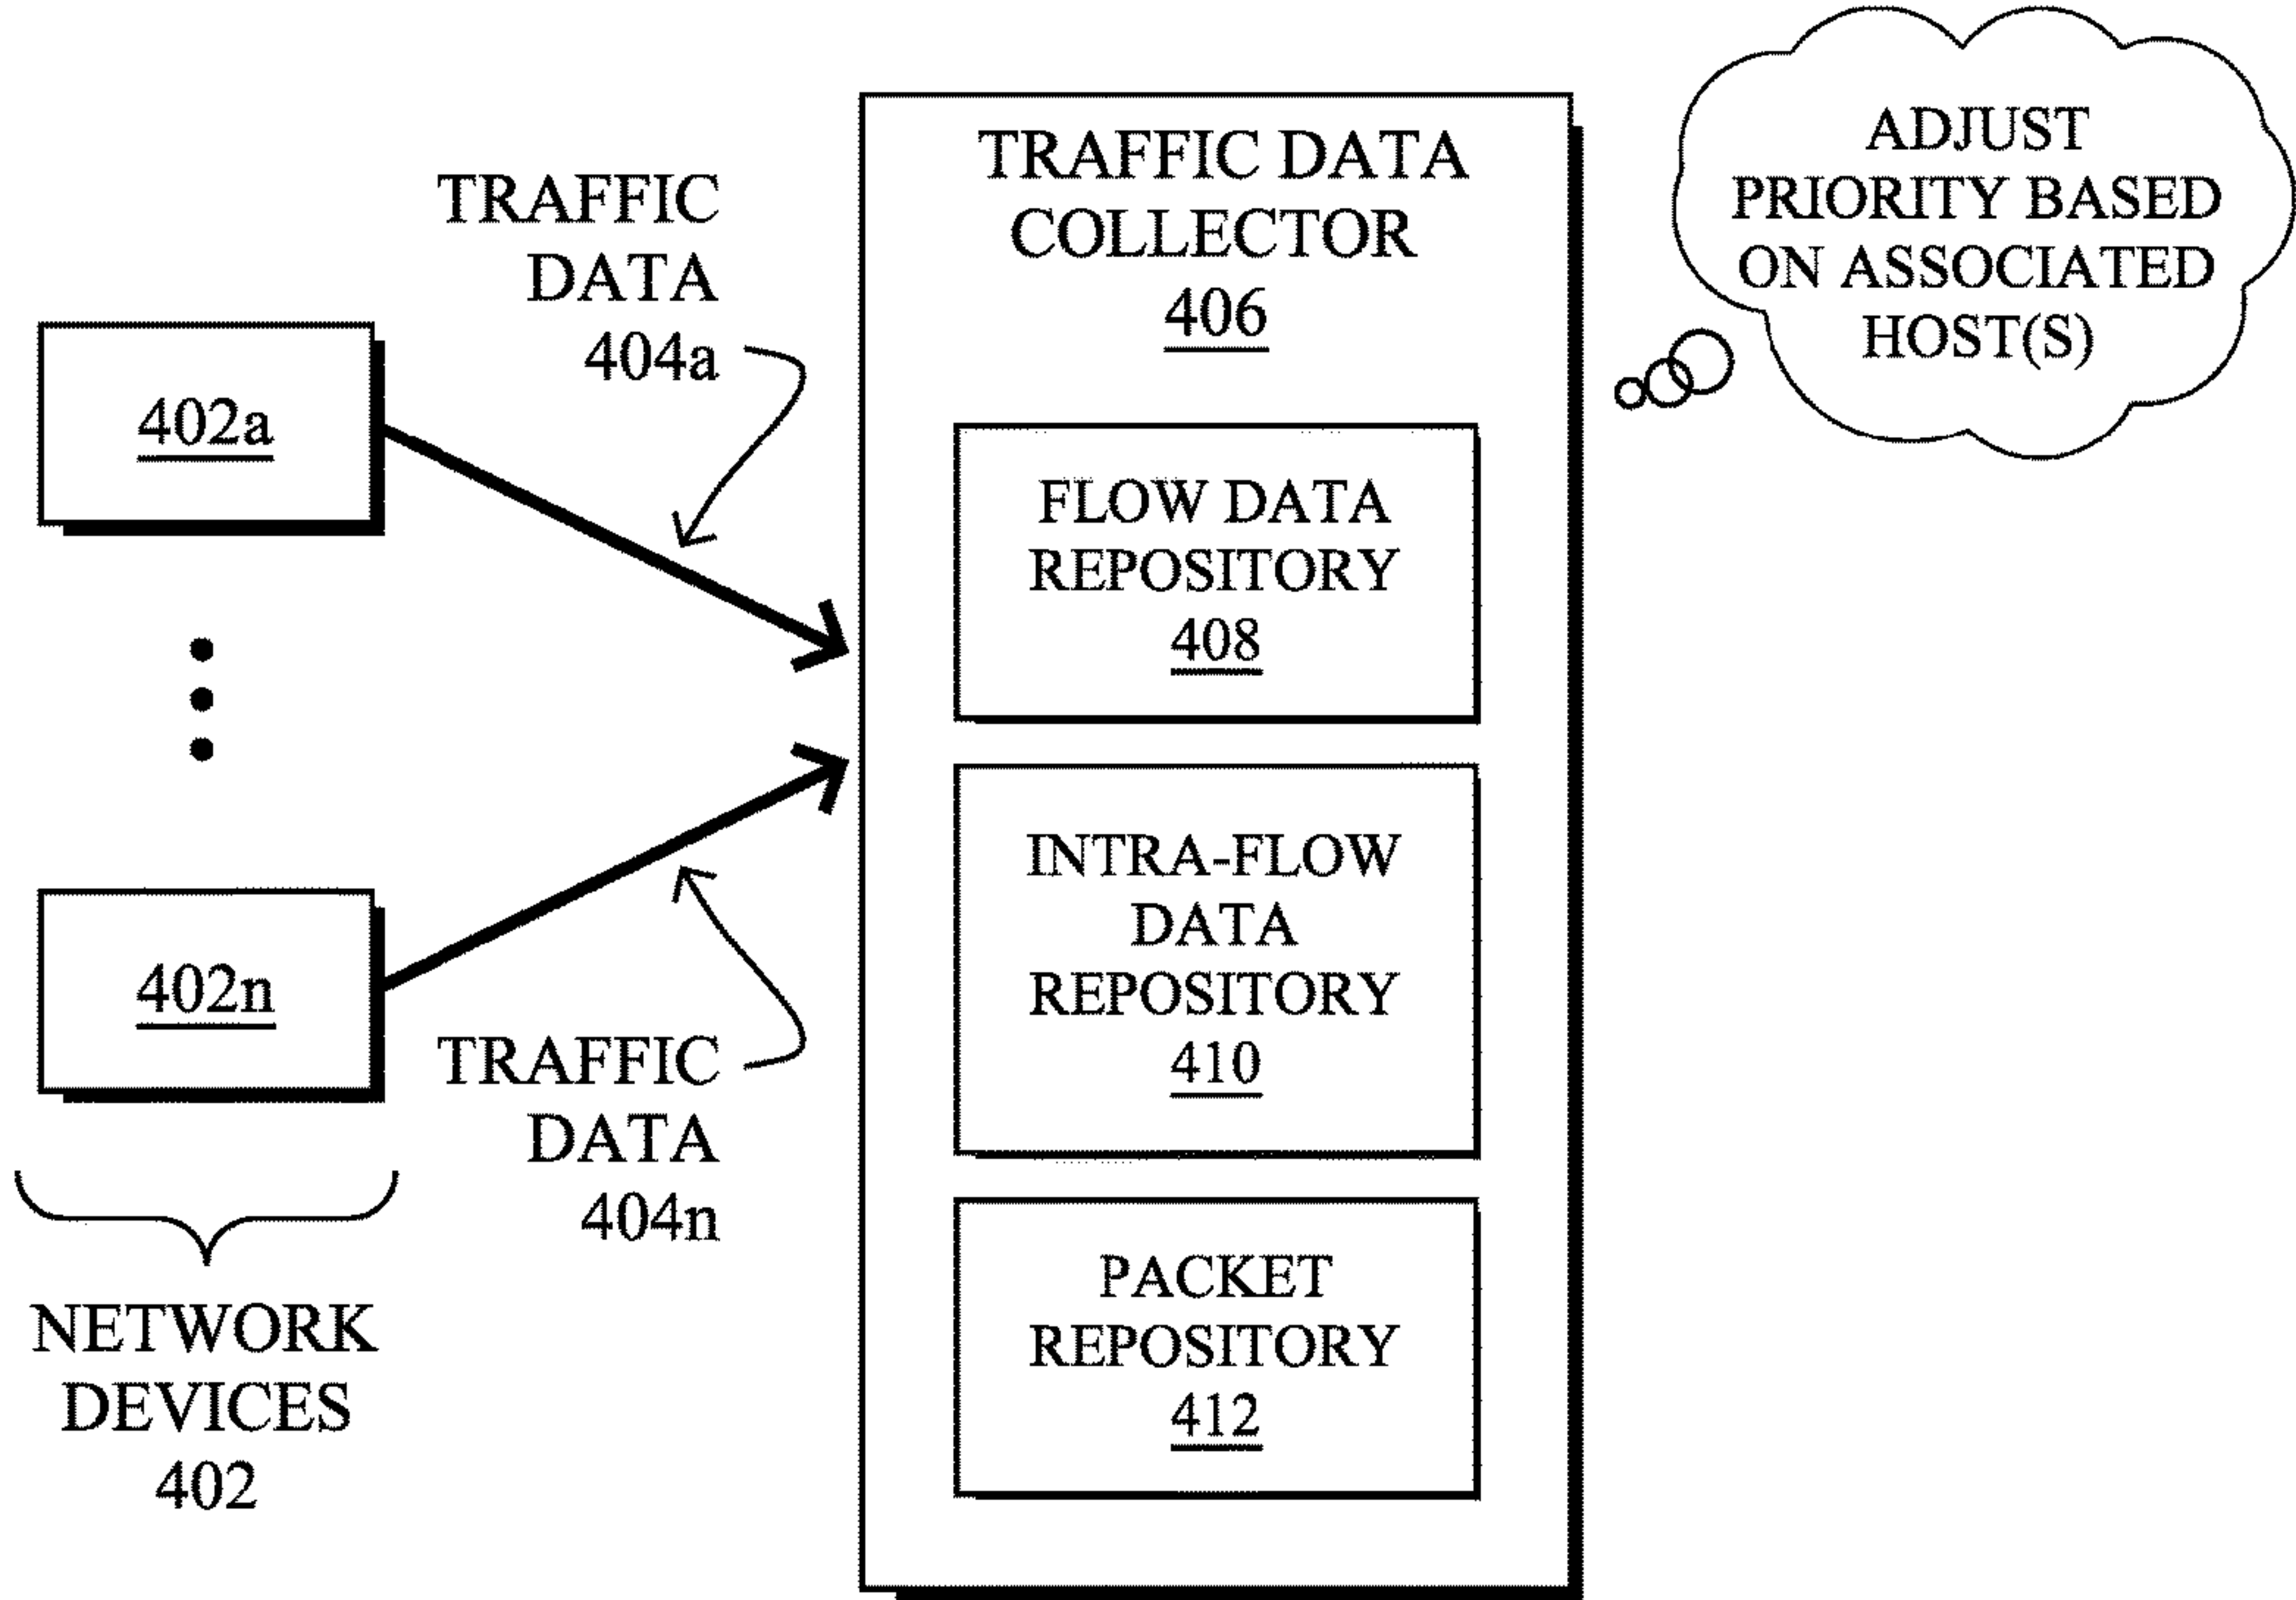 TRAFFIC
DATA
404a
402a
402n
TRAFFIC
DATA
404n
NETWORK
DEVICES
402
TRAFFIC DATA
COLLECTOR
406
FLOW DATA
REPOSITORY
408
INTRA-FLOW
DATA
REPOSITORY
410
PACKET
REPOSITORY
412
ADJUST
PRIORITY BASED
ON ASSOCIATED
HOST(S)